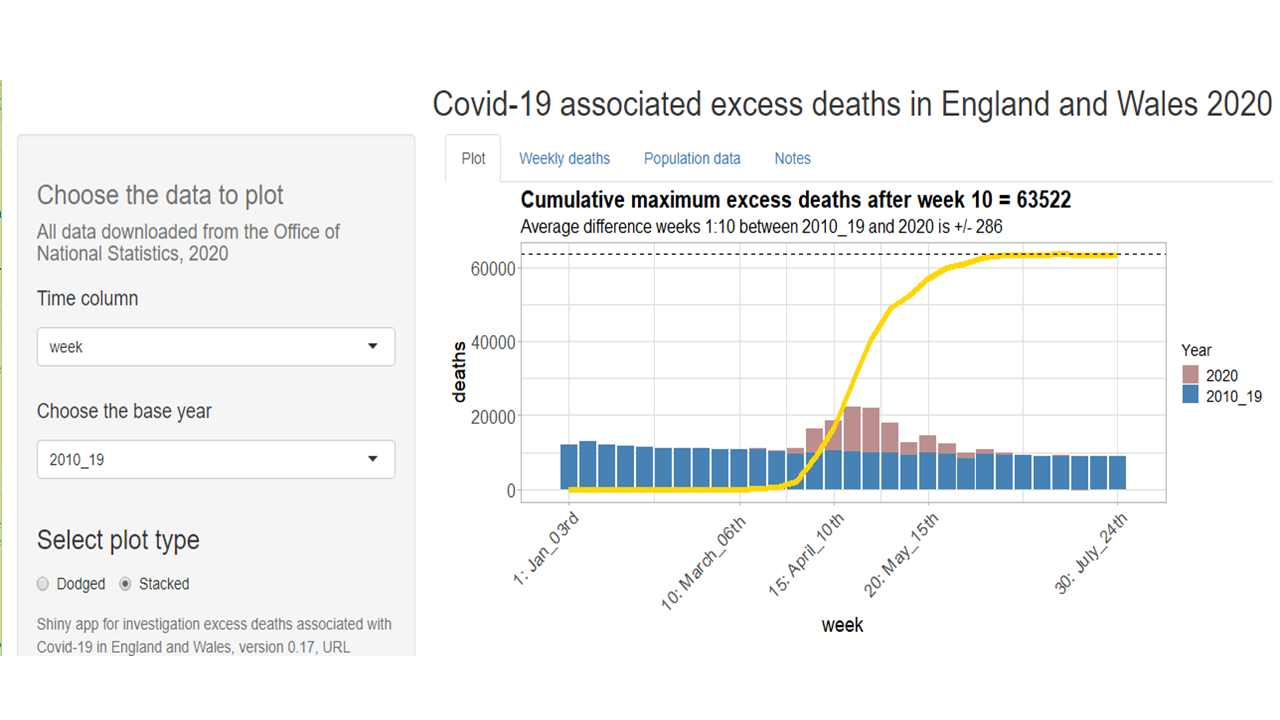 Covid-19 associated excess deaths in England and Wales 2020
Choose the data to plot
All data downloaded from the Office of
National Statistics, 2020
Time column
week
Choose the base year
2010_19
Select plot type
Dodged
Stacked
Shiny app for investigation excess deaths associated with
Covid-19 in England and Wales, version 0.17, URL
Plot
Weekly deaths
Population data
Notes
Cumulative maximum excess deaths after week 10 = 63522
Average difference weeks 1:10 between 2010_19 and 2020 is +/- 286
deaths
60000
40000
20000
0
1: Jan_03rd
10: March_06th
15: April_10th
20: May_15th
30: July_24th
week
Year
2020
2010_19